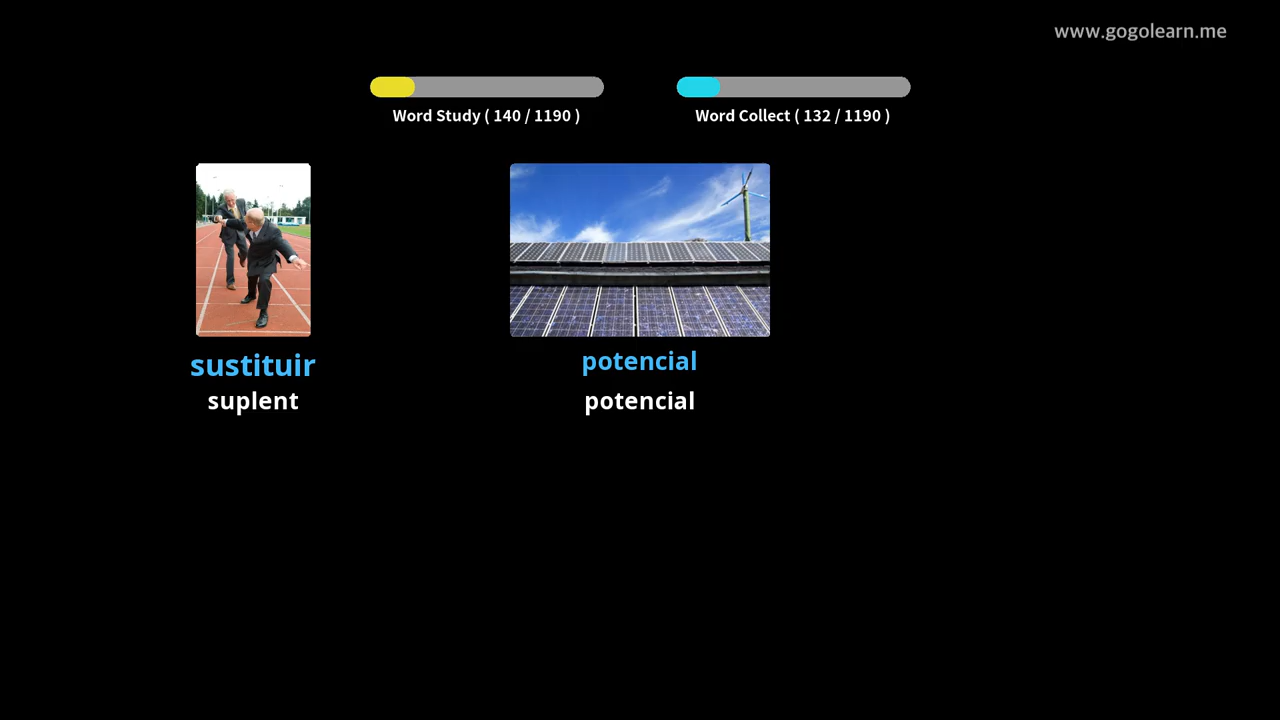 www.gogolearn.me
Word Study ( 140 / 1190 )
Word Collect ( 132 / 1190 )
sustituir
suplent
potencial
potencial